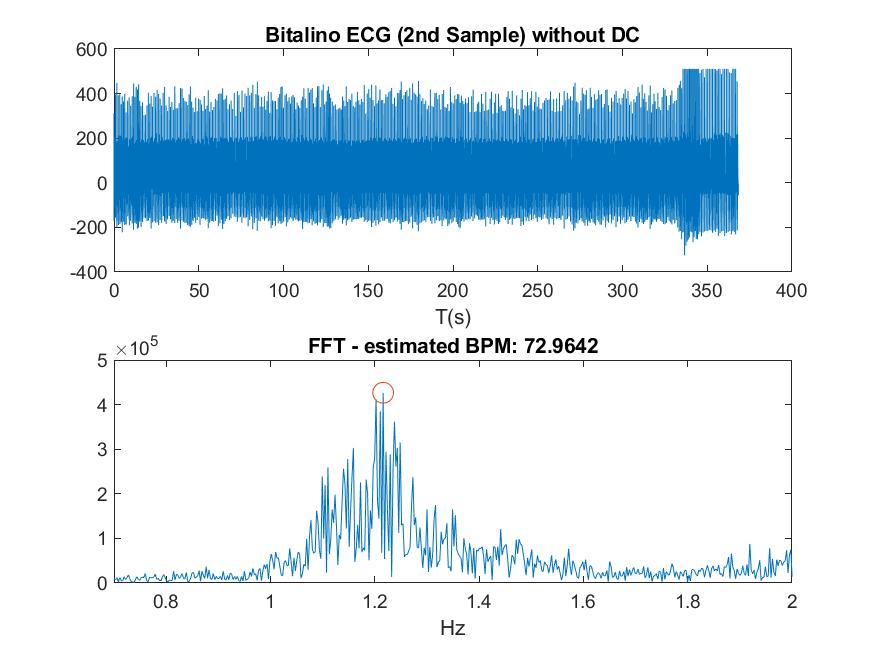 Bitalino ECG (2nd Sample) without DC
600
400
200
0
-200
-400
0 50 100 150 200 250 300 350 400
T(s)
FFT - estimated BPM: 72.9642
×10⁵
5
4
3
2
1
0
0.8 1 1.2 1.4 1.6 1.8 2
Hz